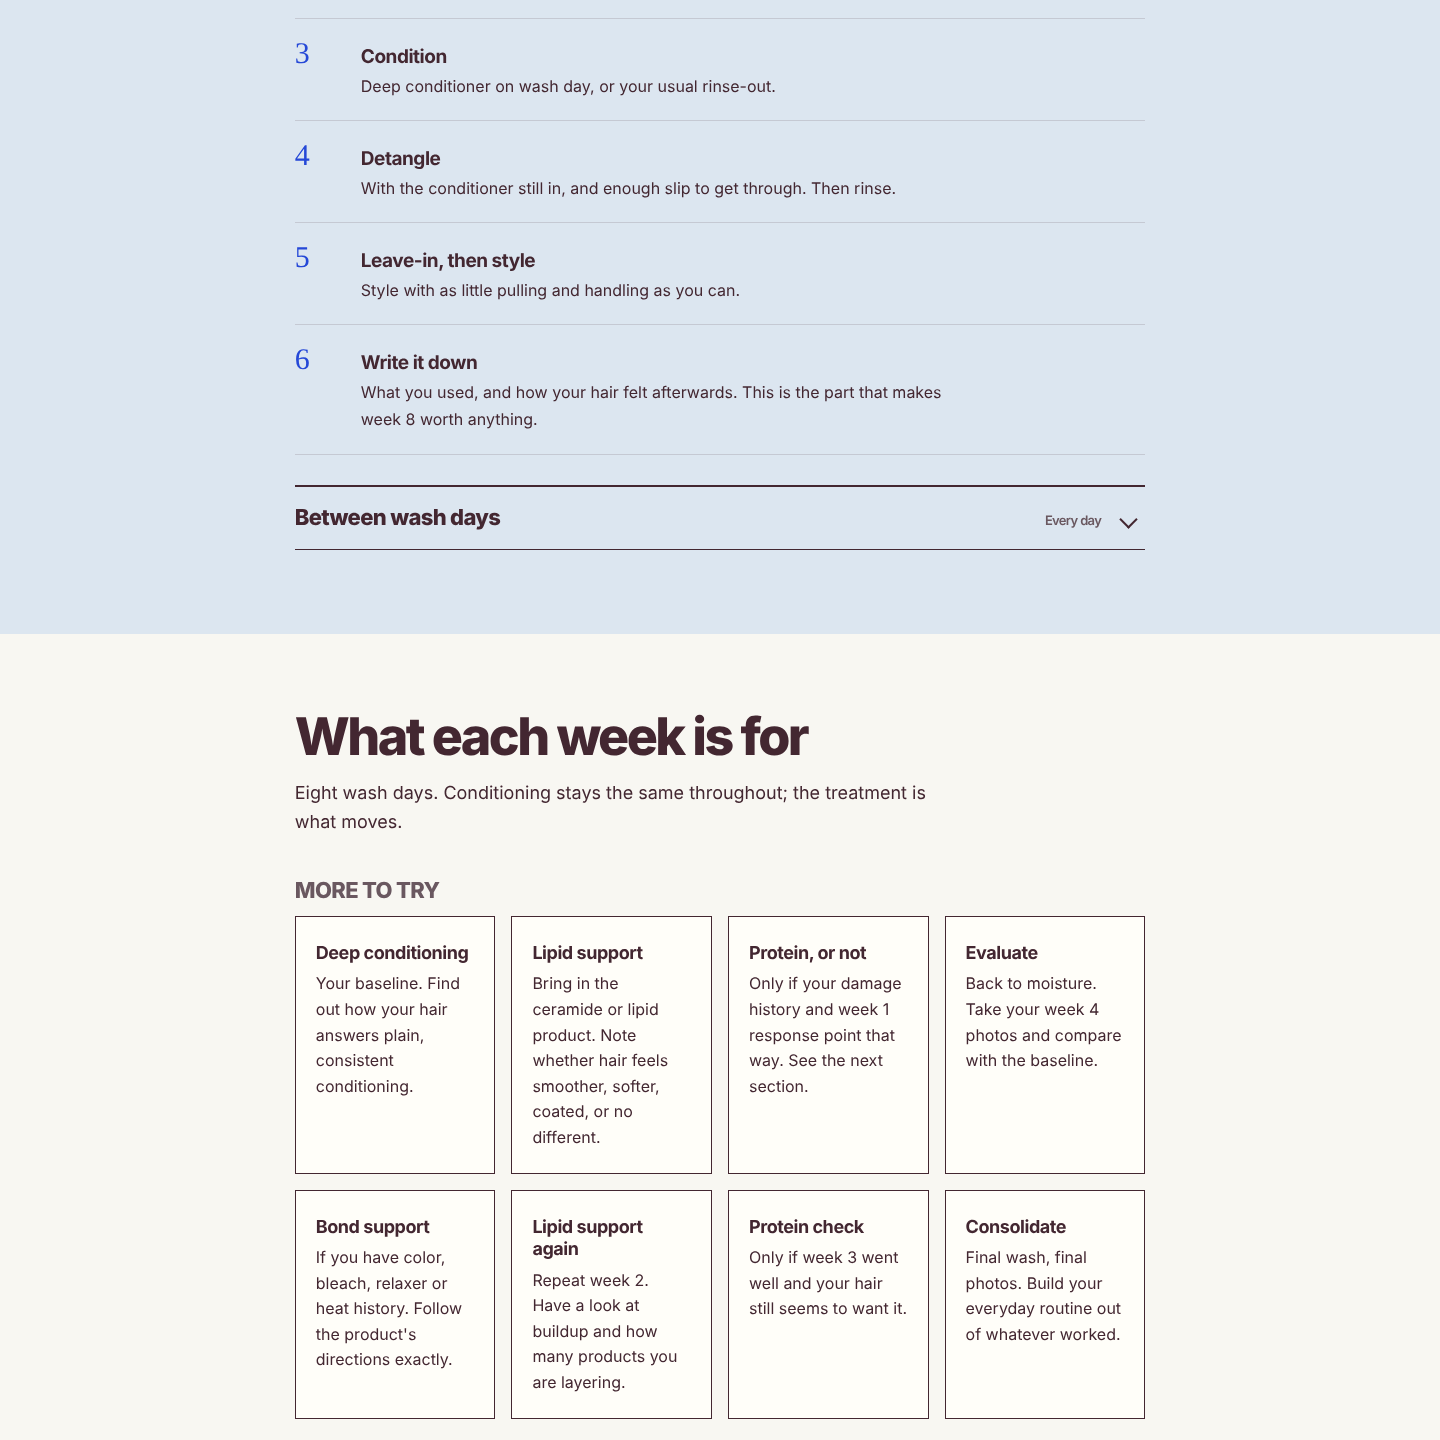 3
Condition
Deep conditioner on wash day, or your usual rinse-out.
4
Detangle
With the conditioner still in, and enough slip to get through. Then rinse.
5
Leave-in, then style
Style with as little pulling and handling as you can.
6
Write it down
What you used, and how your hair felt afterwards. This is the part that makes
week 8 worth anything.
Between wash days
Every day
What each week is for
Eight wash days. Conditioning stays the same throughout; the treatment is
what moves.
MORE TO TRY
Deep conditioning
Your baseline. Find
out how your hair
answers plain,
consistent
conditioning.
Lipid support
Bring in the
ceramide or lipid
product. Note
whether hair feels
smoother, softer,
coated, or no
different.
Protein, or not
Only if your damage
history and week 1
response point that
way. See the next
section.
Evaluate
Back to moisture.
Take your week 4
photos and compare
with the baseline.
Bond support
If you have color,
bleach, relaxer or
heat history. Follow
the product's
directions exactly.
Lipid support
again
Repeat week 2.
Have a look at
buildup and how
many products you
are layering.
Protein check
Only if week 3 went
well and your hair
still seems to want it.
Consolidate
Final wash, final
photos. Build your
everyday routine out
of whatever worked.